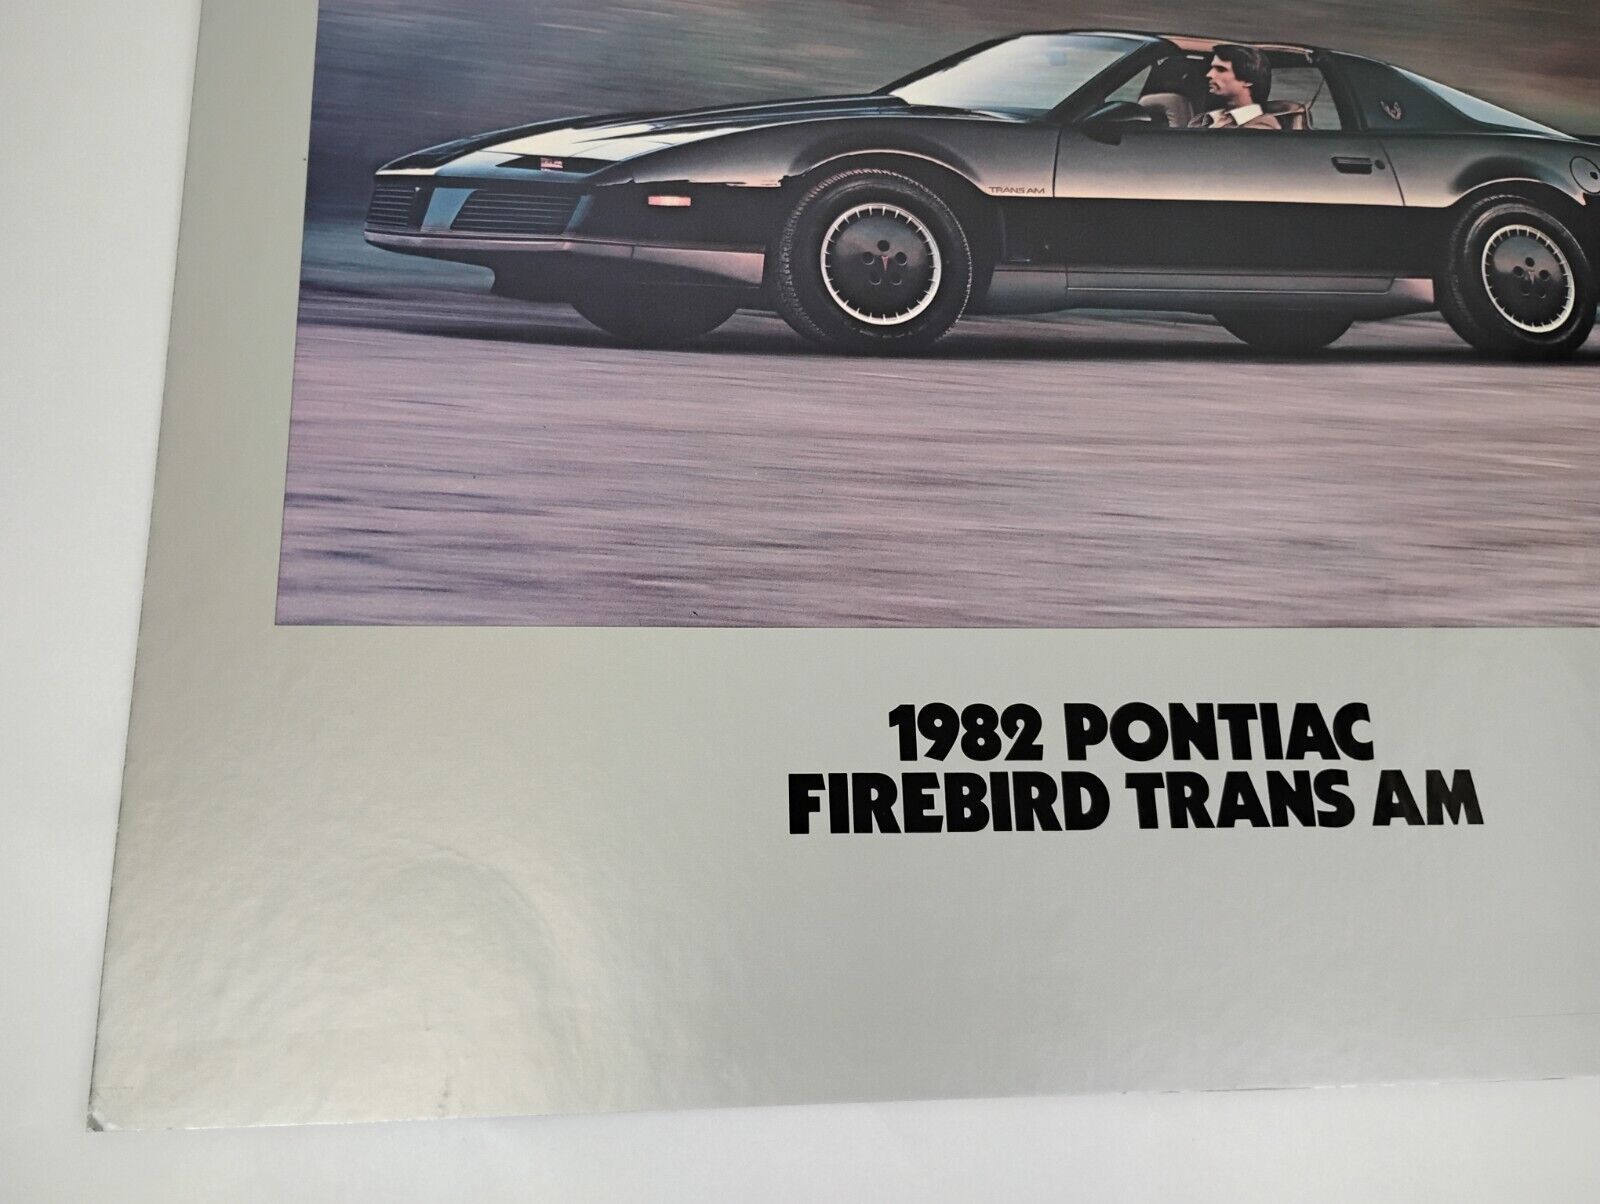 TRANS AM
1982 PONTIAC
FIREBIRD TRANS AM